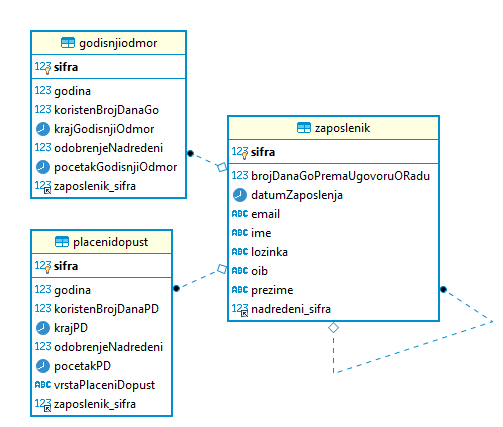 godisnjiodmor
123 sifra
123 godina
123 koristenBrojDanaGo
krajGodisnjiOdmor
123 odobrenjeNadredeni
pocetakGodisnjiOdmor
123 zaposlenik_sifra
placenidopust
123 sifra
123 godina
123 koristenBrojDanaPD
krajPD
123 odobrenjeNadredeni
pocetakPD
ABC vrstaPlaceniDopust
123 zaposlenik_sifra
zaposlenik
123 sifra
123 brojDanaGoPremaUgovoruORadu
datumZaposlenja
ABC email
ABC ime
ABC lozinka
ABC oib
ABC prezime
123 nadredeni_sifra